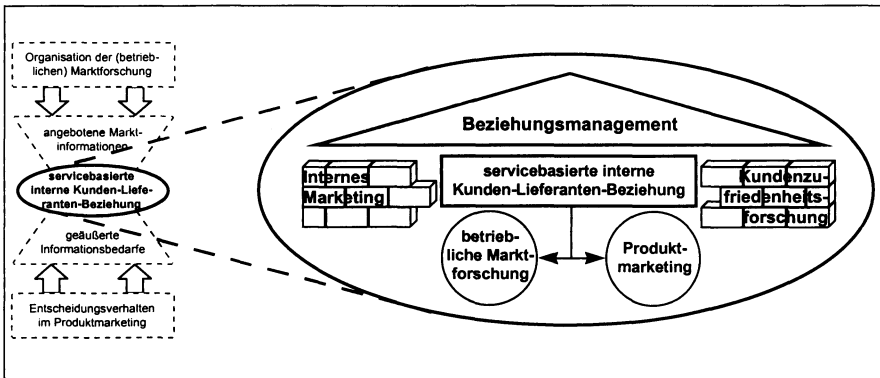 Organisation der (betrieb-
lichen) Marktforschung
angebotene Markt-
informationen
servicebasierte
interne Kunden-Liefe-
ranten-Beziehung
geäußerte
Informationsbedarfe
Entscheidungsverhalten
im Produktmarketing
Beziehungsmanagement
Internes
Marketing
servicebasierte interne
Kunden-Lieferanten-Beziehung
Kundenzu-
friedenheits-
forschung
betrieb-
liche Markt-
forschung
Produkt-
marketing